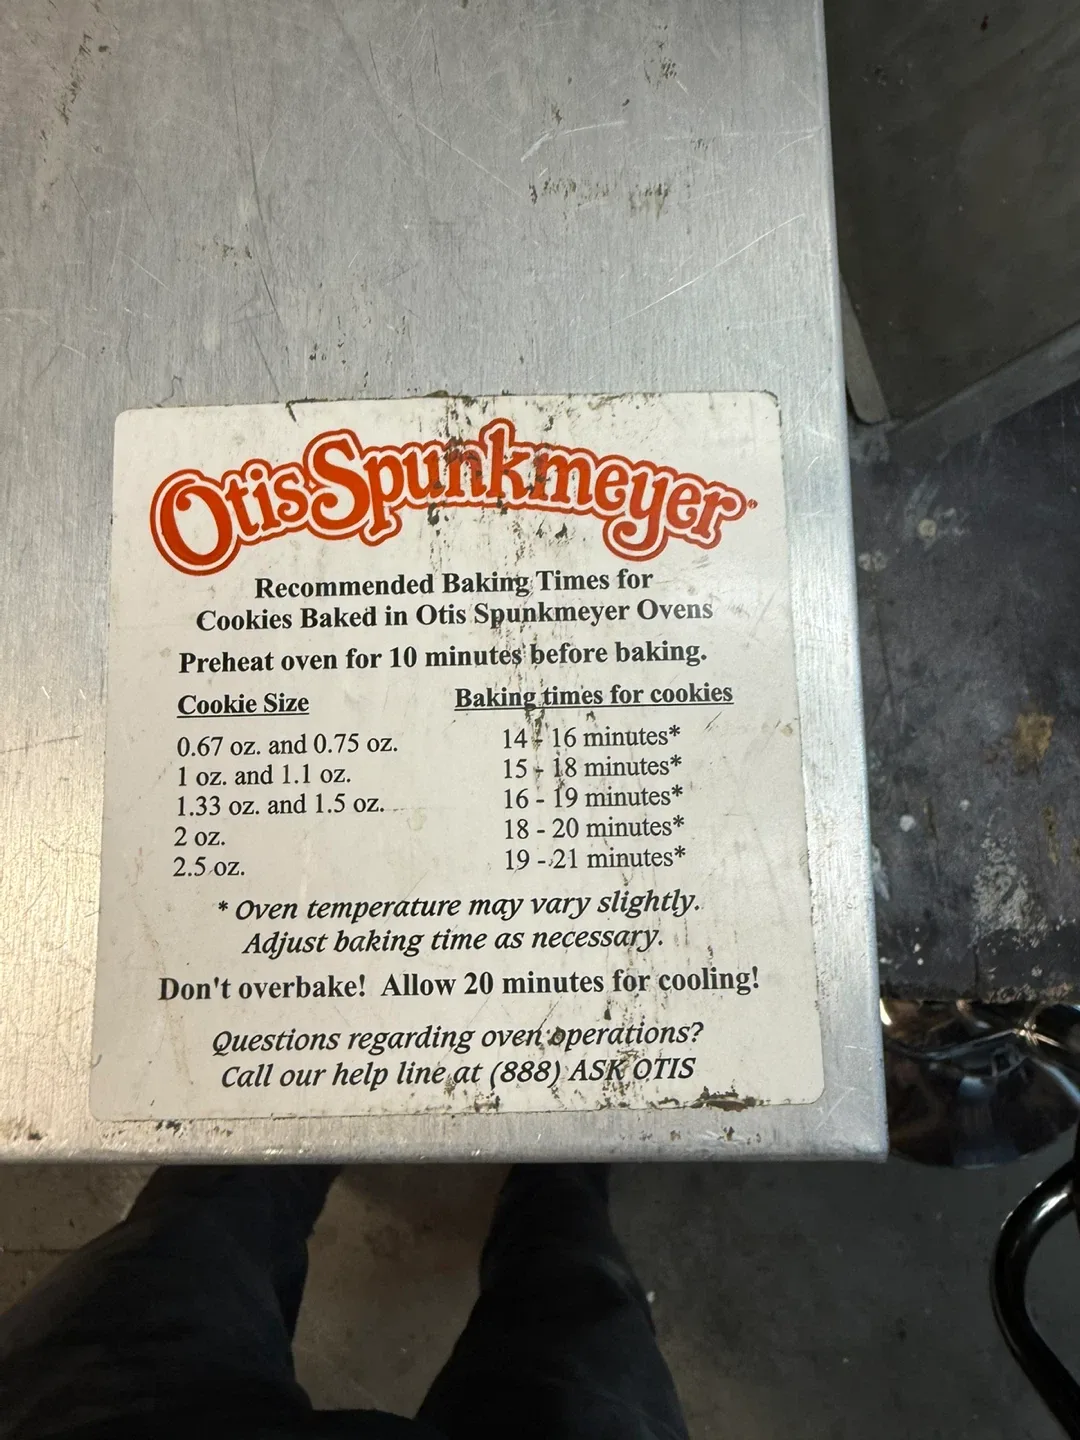 Otis Spunkmeyer
Recommended Baking Times for
Cookies Baked in Otis Spunkmeyer Ovens
Preheat oven for 10 minutes before baking.
Cookie Size Baking times for cookies
0.67 oz. and 0.75 oz. 14 - 16 minutes*
1 oz. and 1.1 oz. 15 - 18 minutes*
1.33 oz. and 1.5 oz. 16 - 19 minutes*
2 oz. 18 - 20 minutes*
2.5 oz. 19 - 21 minutes*
* Oven temperature may vary slightly.
Adjust baking time as necessary.
Don't overbake! Allow 20 minutes for cooling!
Questions regarding oven operations?
Call our help line at (888) ASK OTIS